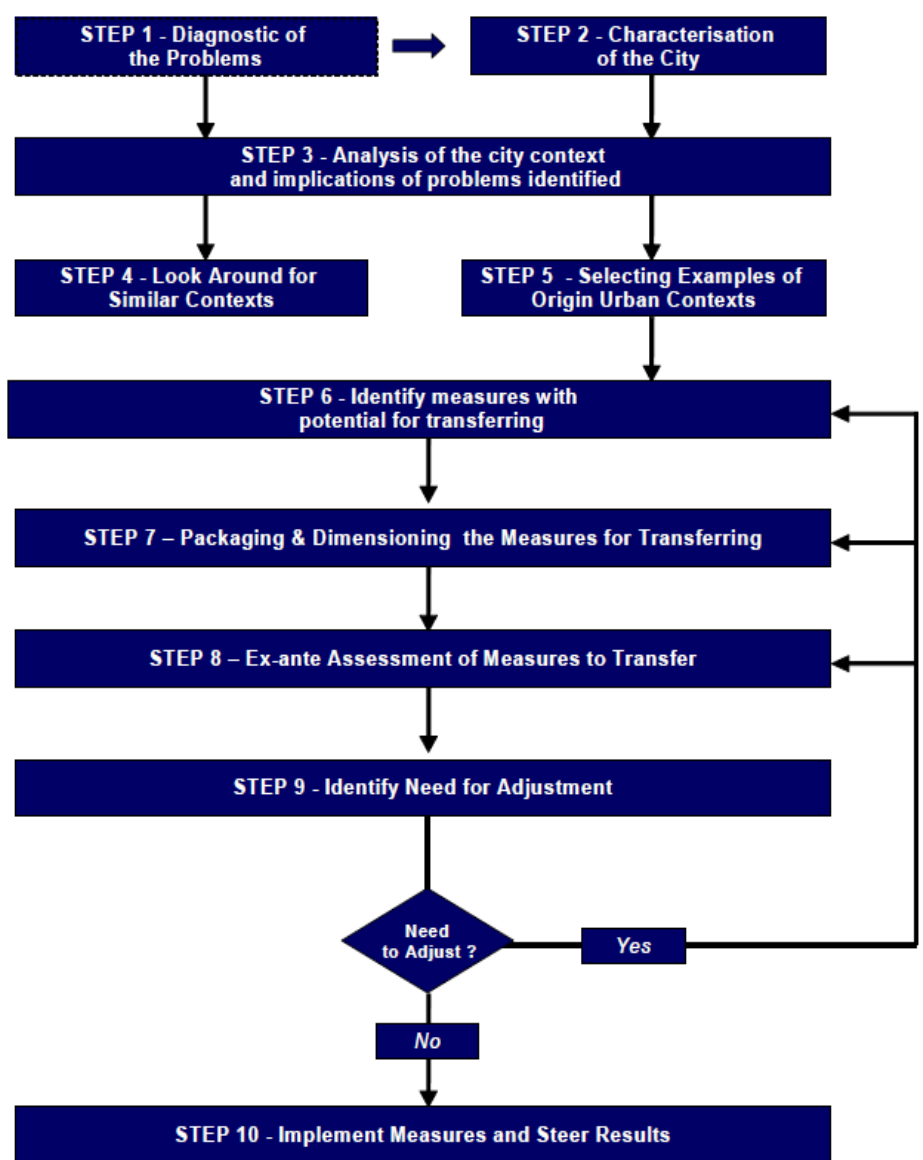 STEP 1 - Diagnostic of
the Problems
STEP 2 - Characterisation
of the City
STEP 3 - Analysis of the city context
and implications of problems identified
STEP 4 - Look Around for
Similar Contexts
STEP 5 - Selecting Examples of
Origin Urban Contexts
STEP 6 - Identify measures with
potential for transferring
STEP 7 – Packaging & Dimensioning the Measures for Transferring
STEP 8 – Ex-ante Assessment of Measures to Transfer
STEP 9 - Identify Need for Adjustment
Need
to Adjust ?
Yes
No
STEP 10 - Implement Measures and Steer Results